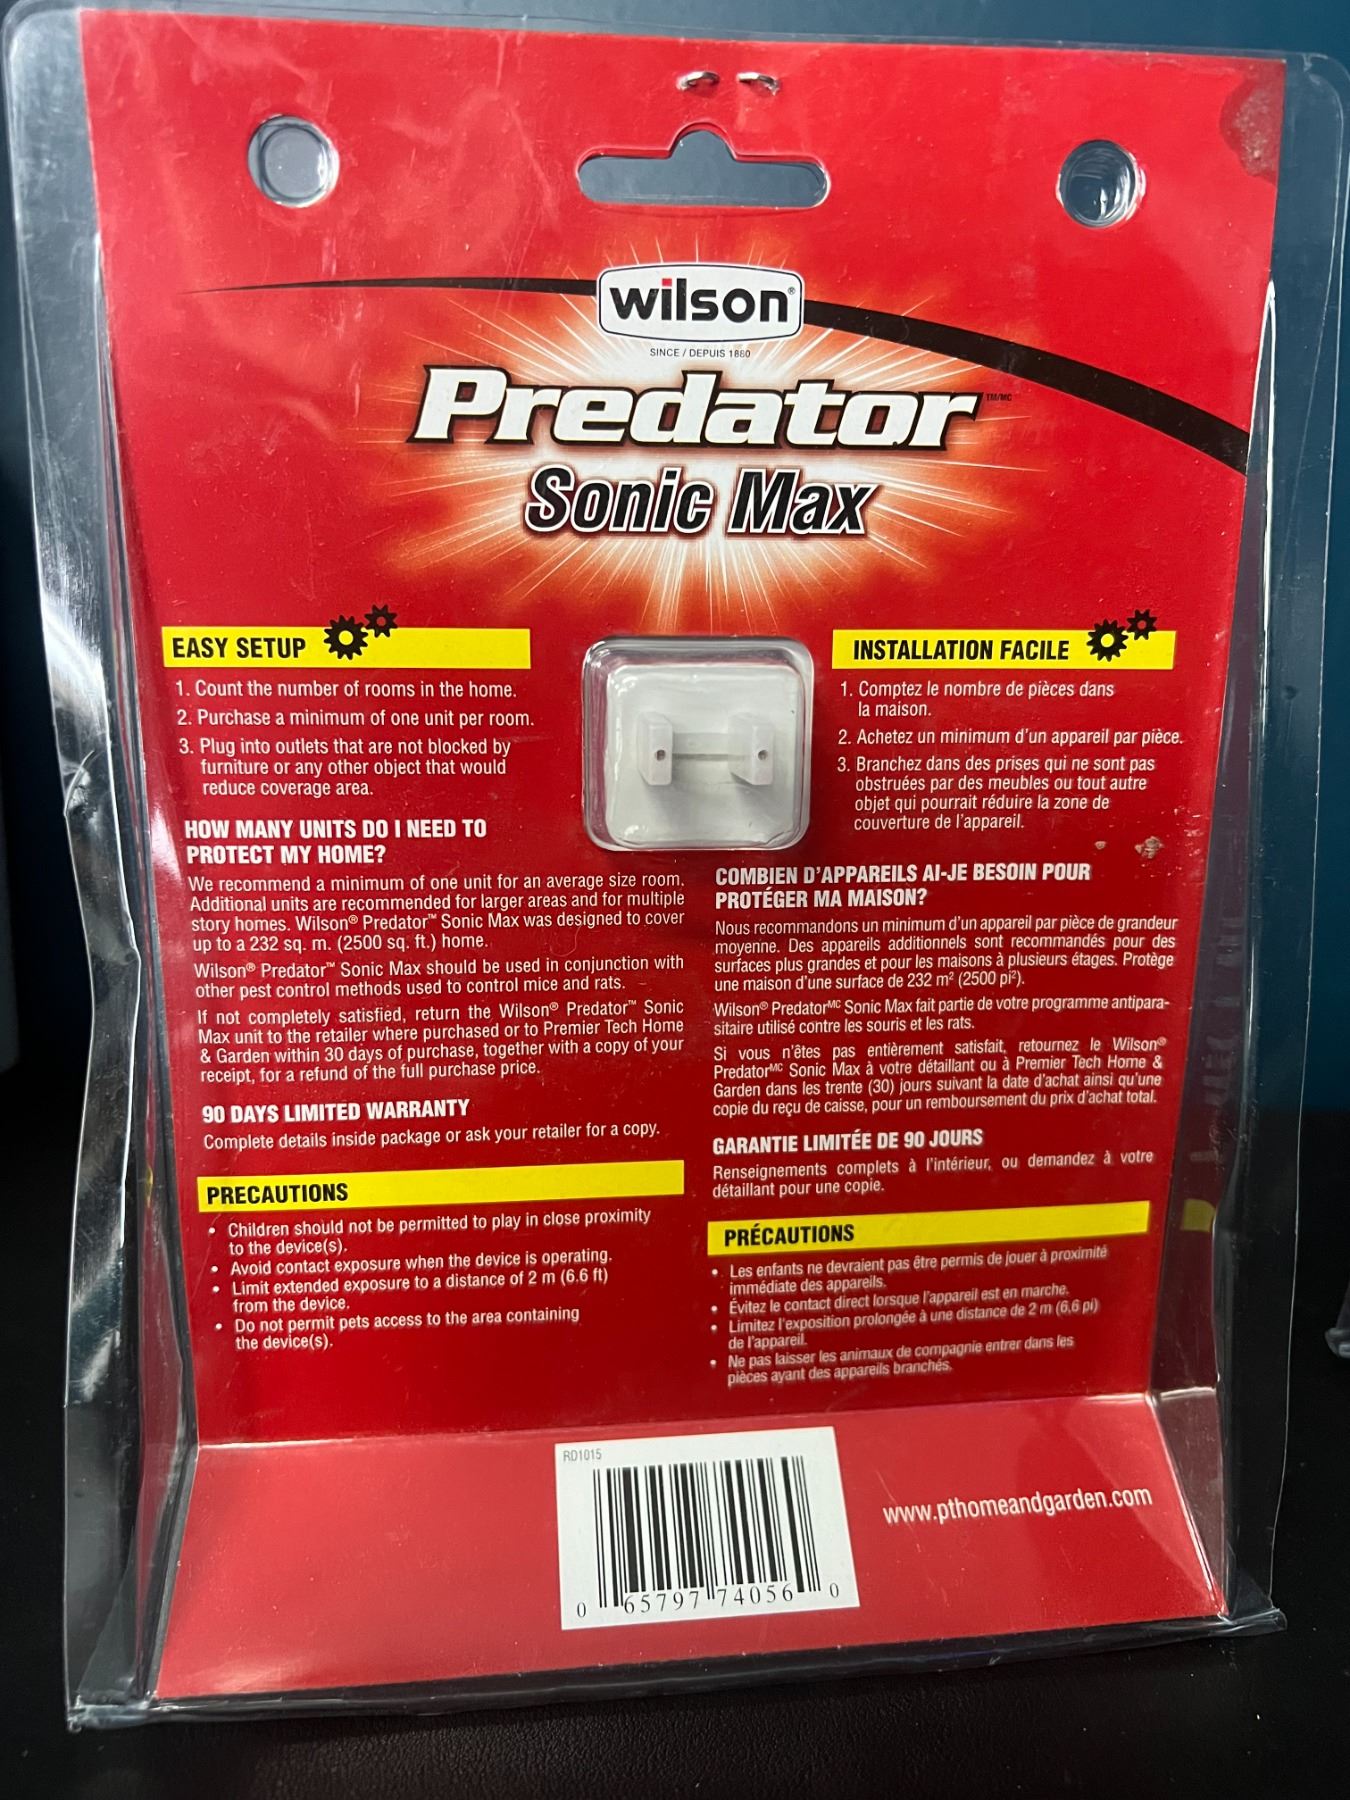 wilson®
SINCE / DEPUIS 1880
Predator TM/MC
Sonic Max
EASY SETUP
1. Count the number of rooms in the home.
2. Purchase a minimum of one unit per room.
3. Plug into outlets that are not blocked by
furniture or any other object that would
reduce coverage area.
HOW MANY UNITS DO I NEED TO
PROTECT MY HOME?
We recommend a minimum of one unit for an average size room.
Additional units are recommended for larger areas and for multiple
story homes. Wilson® Predator™ Sonic Max was designed to cover
up to a 232 sq. m. (2500 sq. ft.) home.
Wilson® Predator™ Sonic Max should be used in conjunction with
other pest control methods used to control mice and rats.
If not completely satisfied, return the Wilson® Predator™ Sonic
Max unit to the retailer where purchased or to Premier Tech Home
& Garden within 30 days of purchase, together with a copy of your
receipt, for a refund of the full purchase price.
90 DAYS LIMITED WARRANTY
Complete details inside package or ask your retailer for a copy.
PRECAUTIONS
• Children should not be permitted to play in close proximity
to the device(s).
• Avoid contact exposure when the device is operating.
• Limit extended exposure to a distance of 2 m (6.6 ft)
from the device.
• Do not permit pets access to the area containing
the device(s).
INSTALLATION FACILE
1. Comptez le nombre de pièces dans
la maison.
2. Achetez un minimum d'un appareil par pièce.
3. Branchez dans des prises qui ne sont pas
obstruées par des meubles ou tout autre
objet qui pourrait réduire la zone de
couverture de l'appareil.
COMBIEN D'APPAREILS AI-JE BESOIN POUR
PROTÉGER MA MAISON?
Nous recommandons un minimum d'un appareil par pièce de grandeur
moyenne. Des appareils additionnels sont recommandés pour des
surfaces plus grandes et pour les maisons à plusieurs étages. Protège
une maison d'une surface de 232 m² (2500 pi²).
Wilson® Predatorᴹᶜ Sonic Max fait partie de votre programme antipara-
sitaire utilisé contre les souris et les rats.
Si vous n'êtes pas entièrement satisfait, retournez le Wilson®
Predatorᴹᶜ Sonic Max à votre détaillant ou à Premier Tech Home &
Garden dans les trente (30) jours suivant la date d'achat ainsi qu'une
copie du reçu de caisse, pour un remboursement du prix d'achat total.
GARANTIE LIMITÉE DE 90 JOURS
Renseignements complets à l'intérieur, ou demandez à votre
détaillant pour une copie.
PRÉCAUTIONS
• Les enfants ne devraient pas être permis de jouer à proximité
immédiate des appareils.
• Évitez le contact direct lorsque l'appareil est en marche.
• Limitez l'exposition prolongée à une distance de 2 m (6,6 pi)
de l'appareil.
• Ne pas laisser les animaux de compagnie entrer dans les
pièces ayant des appareils branchés.
RD1015
0 65797 74056 0
www.pthomeandgarden.com